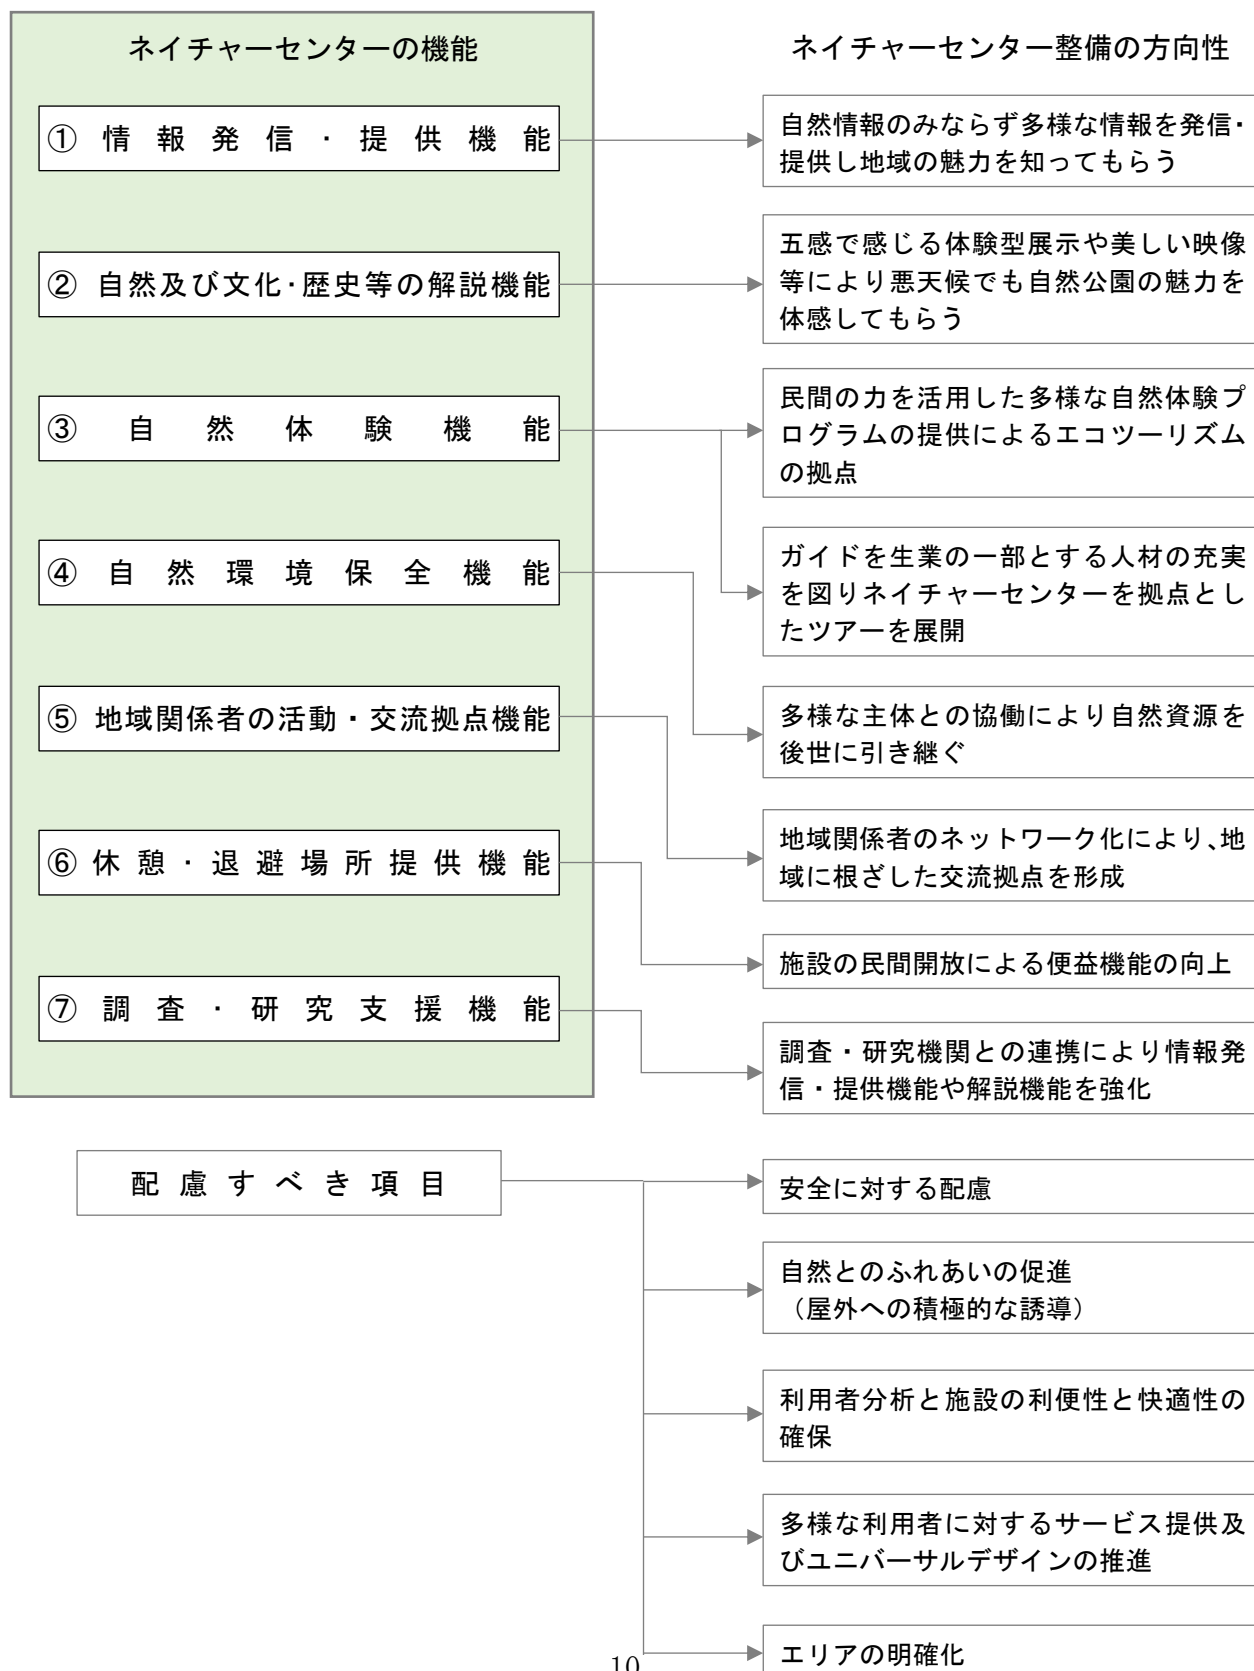 ネイチャーセンターの機能
ネイチャーセンター整備の方向性
① 情報発信・提供機能
自然情報のみならず多様な情報を発信・
提供し地域の魅力を知ってもらう
② 自然及び文化・歴史等の解説機能
五感で感じる体験型展示や美しい映像
等により悪天候でも自然公園の魅力を
体感してもらう
③ 自然体験機能
民間の力を活用した多様な自然体験プ
ログラムの提供によるエコツーリズム
の拠点
ガイドを生業の一部とする人材の充実
を図りネイチャーセンターを拠点とし
たツアーを展開
④ 自然環境保全機能
多様な主体との協働により自然資源を
後世に引き継ぐ
⑤ 地域関係者の活動・交流拠点機能
地域関係者のネットワーク化により、地
域に根ざした交流拠点を形成
⑥ 休憩・退避場所提供機能
施設の民間開放による便益機能の向上
⑦ 調査・研究支援機能
調査・研究機関との連携により情報発
信・提供機能や解説機能を強化
配慮すべき項目
安全に対する配慮
自然とのふれあいの促進
（屋外への積極的な誘導）
利用者分析と施設の利便性と快適性の
確保
多様な利用者に対するサービス提供及
びユニバーサルデザインの推進
エリアの明確化
10